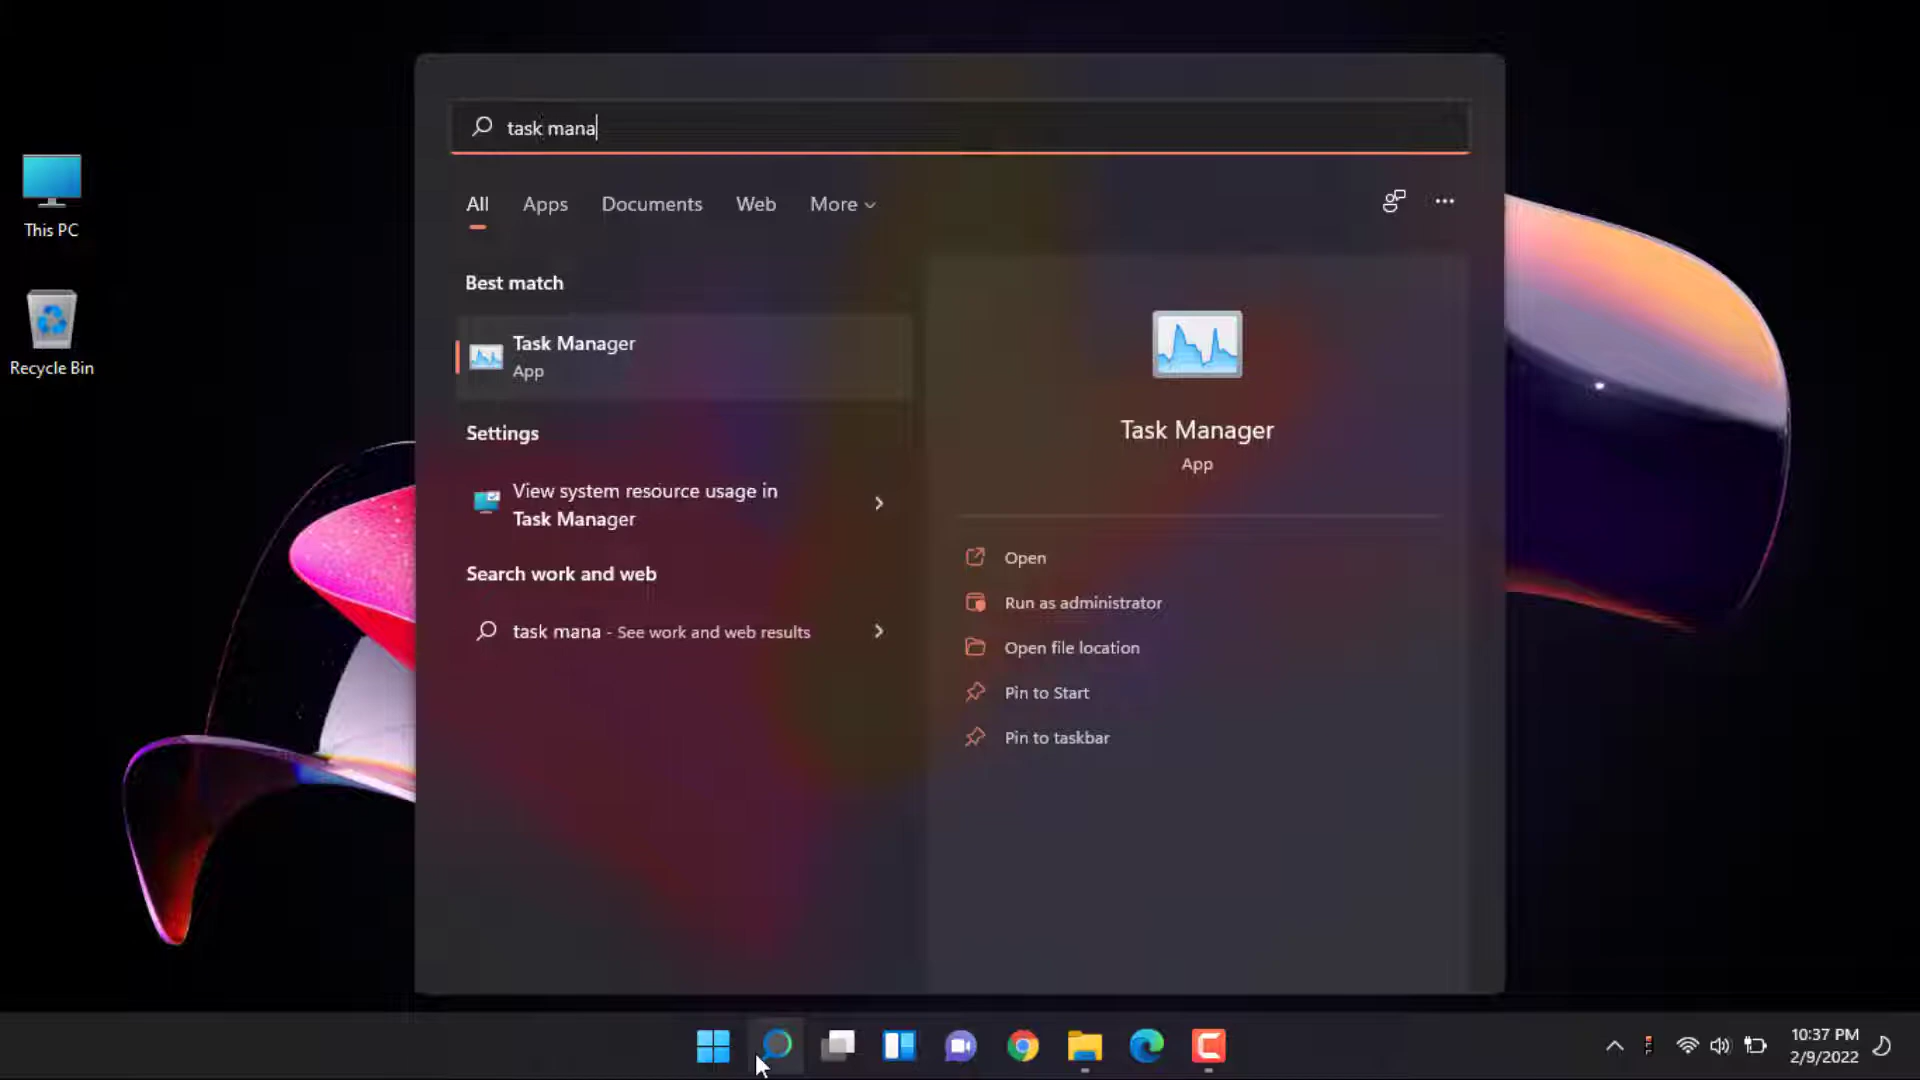 This PC
Recycle Bin
task mana
All
Apps
Documents
Web
More
Best match
Task Manager
App
Settings
View system resource usage in
Task Manager
Search work and web
task mana - See work and web results
Task Manager
App
Open
Run as administrator
Open file location
Pin to Start
Pin to taskbar
10:37 PM
2/9/2022